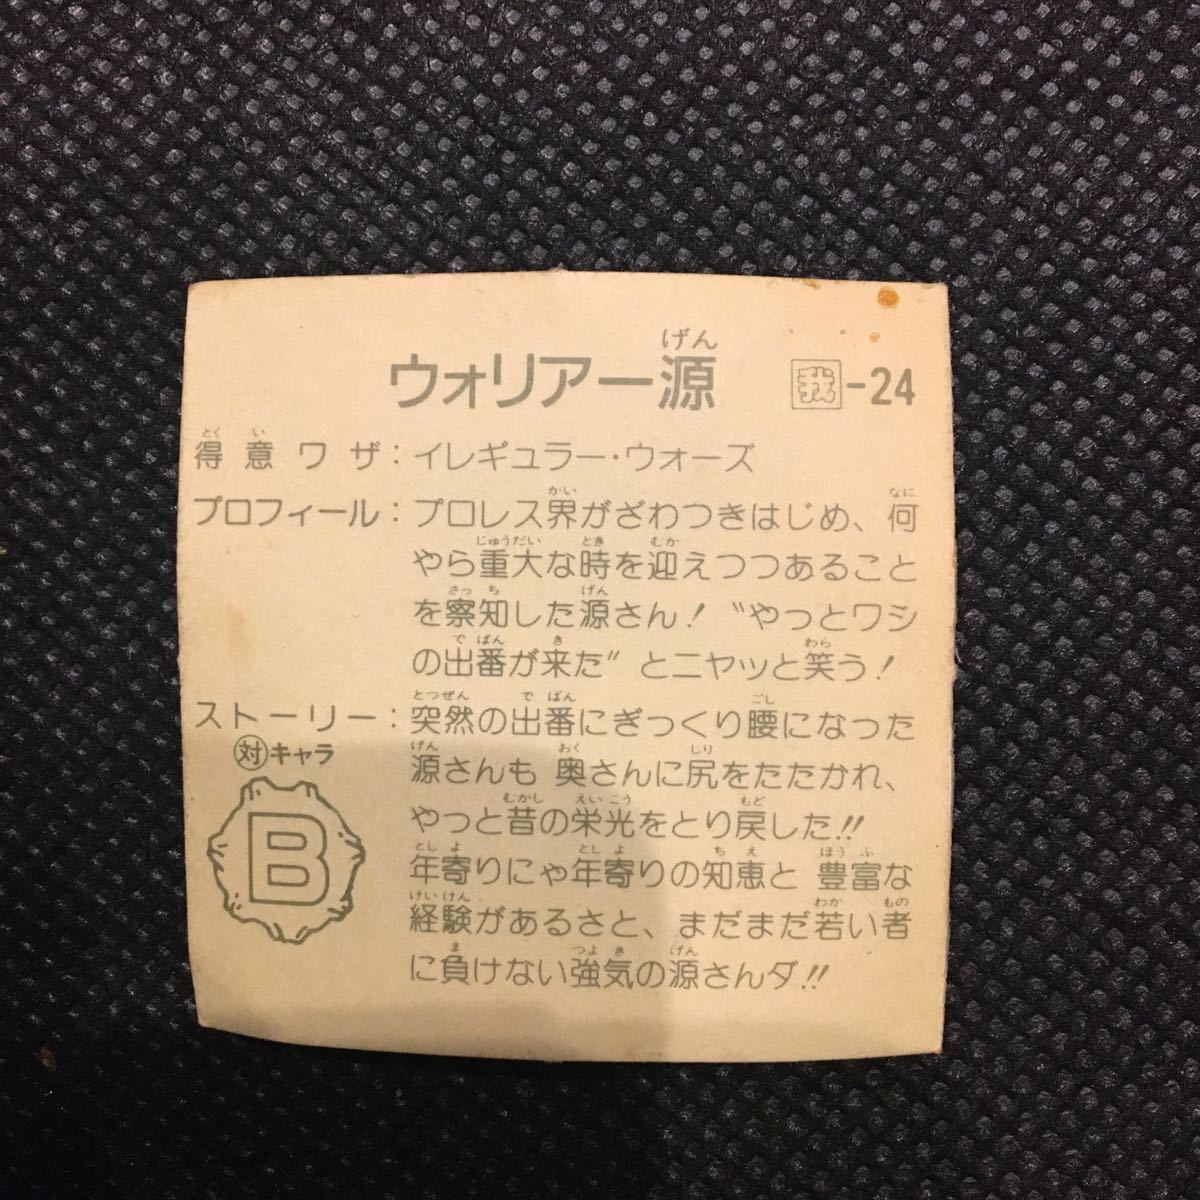 げん
ウォリアー源 我-24
とく い
得意ワザ:イレギュラー・ウォーズ
かい なに
プロフィール:プロレス界がざわつきはじめ、何
じゅうだい とき むか
やら重大な時を迎えつつあること
さっ ち げん
を察知した源さん!〝やっとワシ
で ばん き わら
の出番が来た〟とニヤッと笑う!
とつぜん で ばん ごし
ストーリー:突然の出番にぎっくり腰になった
対キャラ
げん おく しり
源さんも 奥さんに尻をたたかれ、
むかし えい こう もど
やっと昔の栄光をとり戻した!!
B
とし よ とし よ ち え ほう ふ
年寄りにゃ年寄りの知恵と 豊富な
けい けん わか もの
経験があるさと、まだまだ若い者
ま つよ き げん
に負けない強気の源さんダ!!